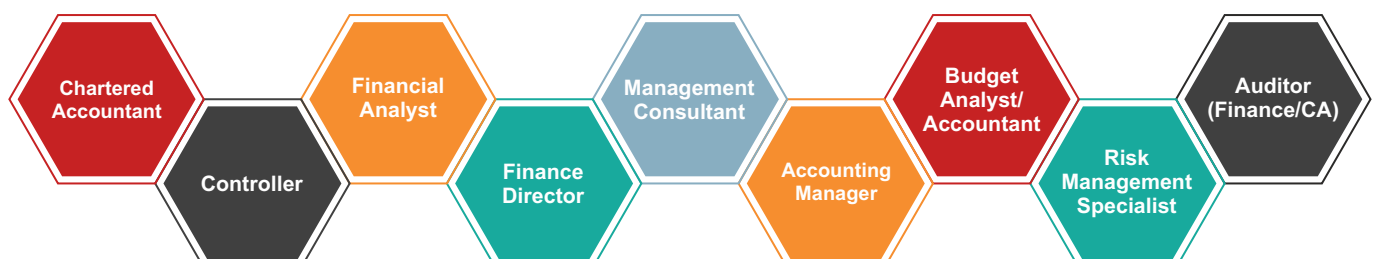 Chartered
Accountant
Controller
Financial
Analyst
Finance
Director
Management
Consultant
Accounting
Manager
Budget
Analyst/
Accountant
Risk
Management
Specialist
Auditor
(Finance/CA)